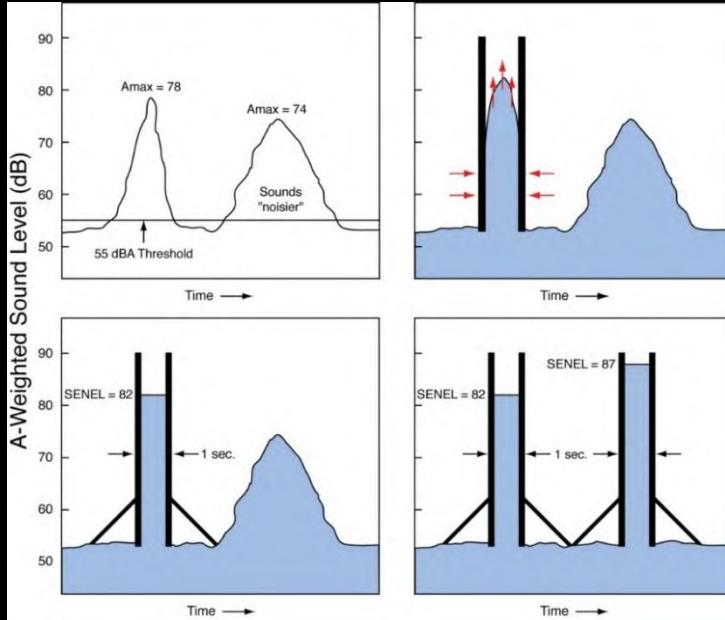 A-Weighted Sound Level (dB)
90
80
70
60
50
Amax = 78
Amax = 74
Sounds
"noisier"
55 dBA Threshold
Time
Time
90
80
70
60
50
SENEL = 82
1 sec.
Time
SENEL = 82
SENEL = 87
1 sec.
Time